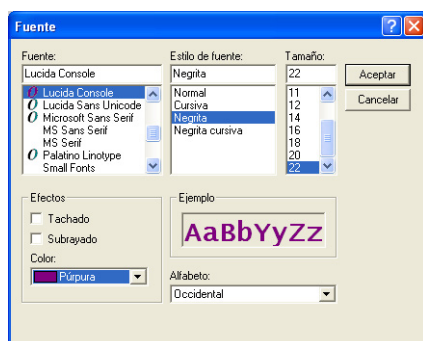 Fuente
Fuente:
Lucida Console
Lucida Console
Lucida Sans Unicode
Microsoft Sans Serif
MS Sans Serif
MS Serif
Palatino Linotype
Small Fonts
Estilo de fuente:
Negrita
Normal
Cursiva
Negrita
Negrita cursiva
Tamaño:
22
11
12
14
16
18
20
22
Aceptar
Cancelar
Efectos
Tachado
Subrayado
Color:
Púrpura
Ejemplo
AaBbYyZz
Alfabeto:
Occidental